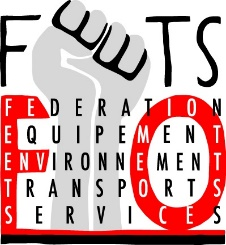 FEETS
FEDERATION
EQUIPEMENT
ENVIRONNEMENT
TRANSPORTS
SERVICES
FO